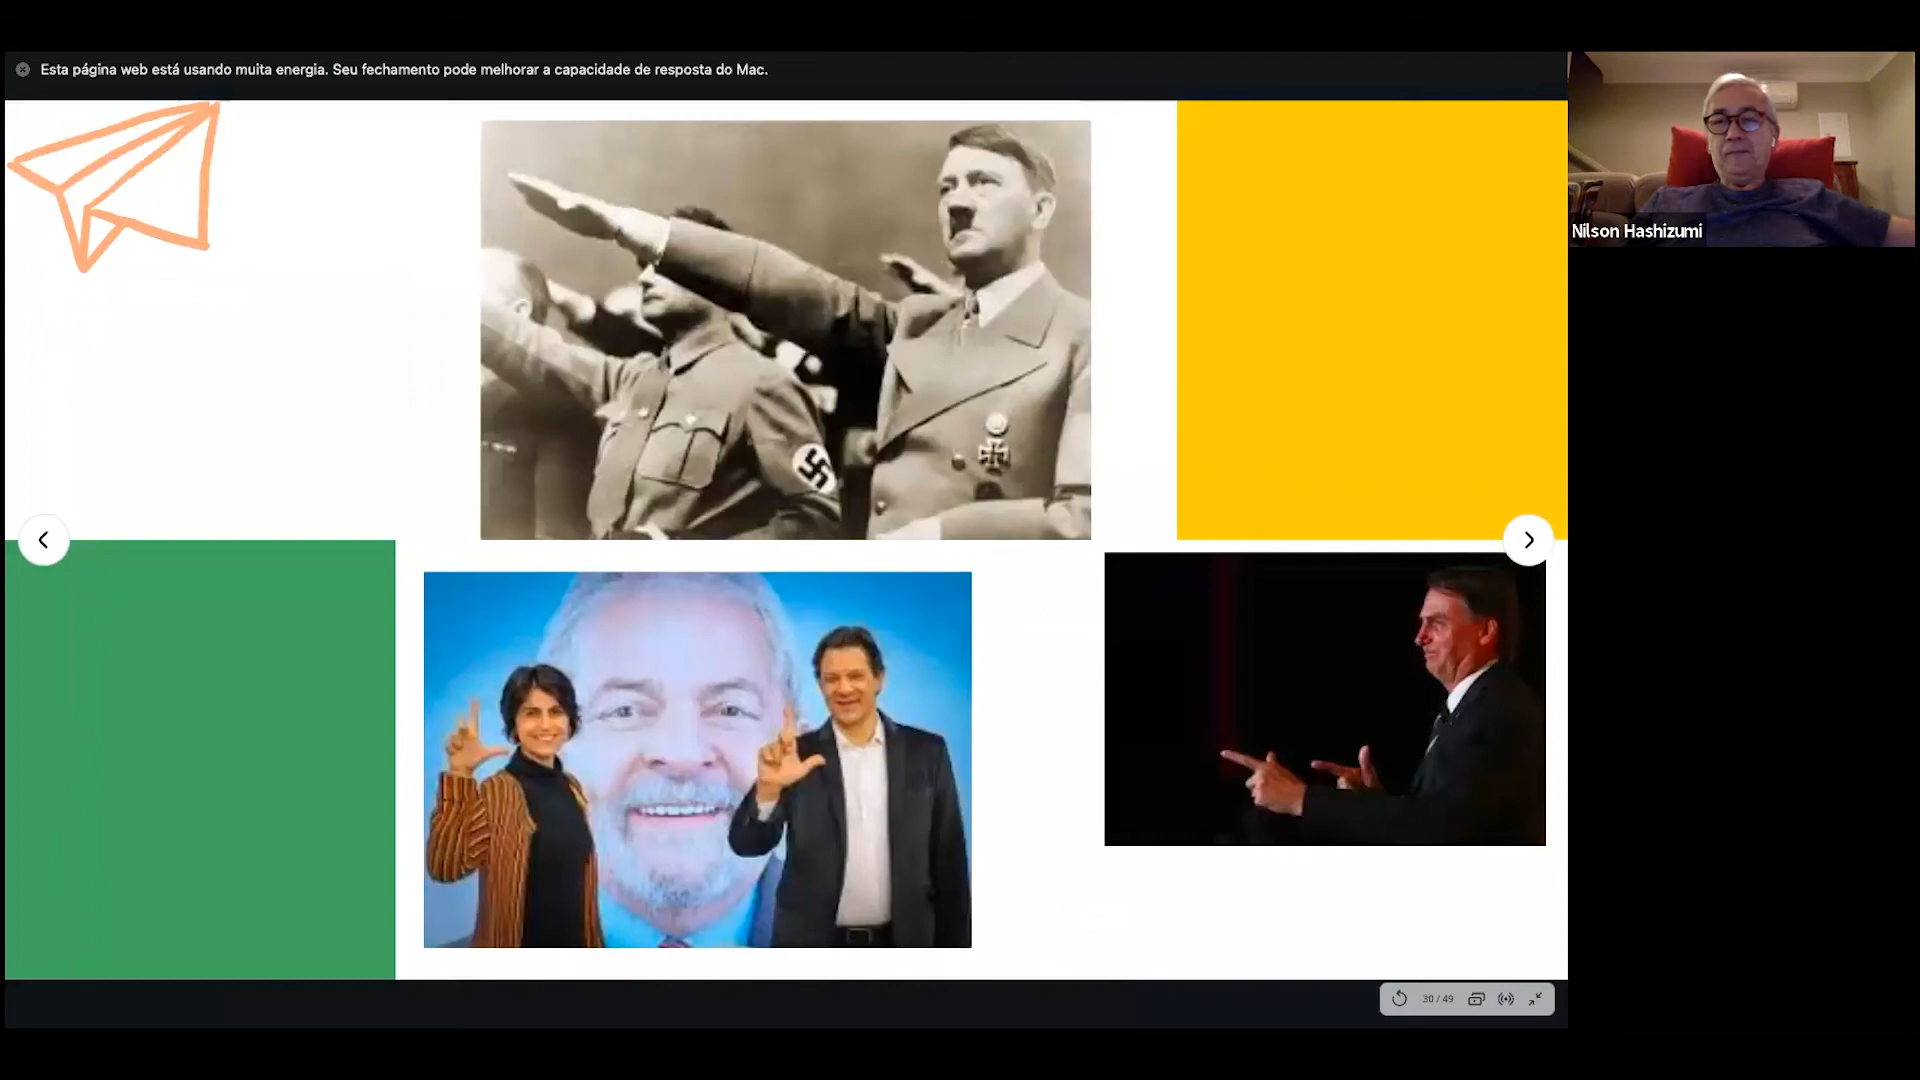 Esta página web está usando muita energia. Seu fechamento pode melhorar a capacidade de resposta do Mac.
Nilson Hashizumi
30 / 49